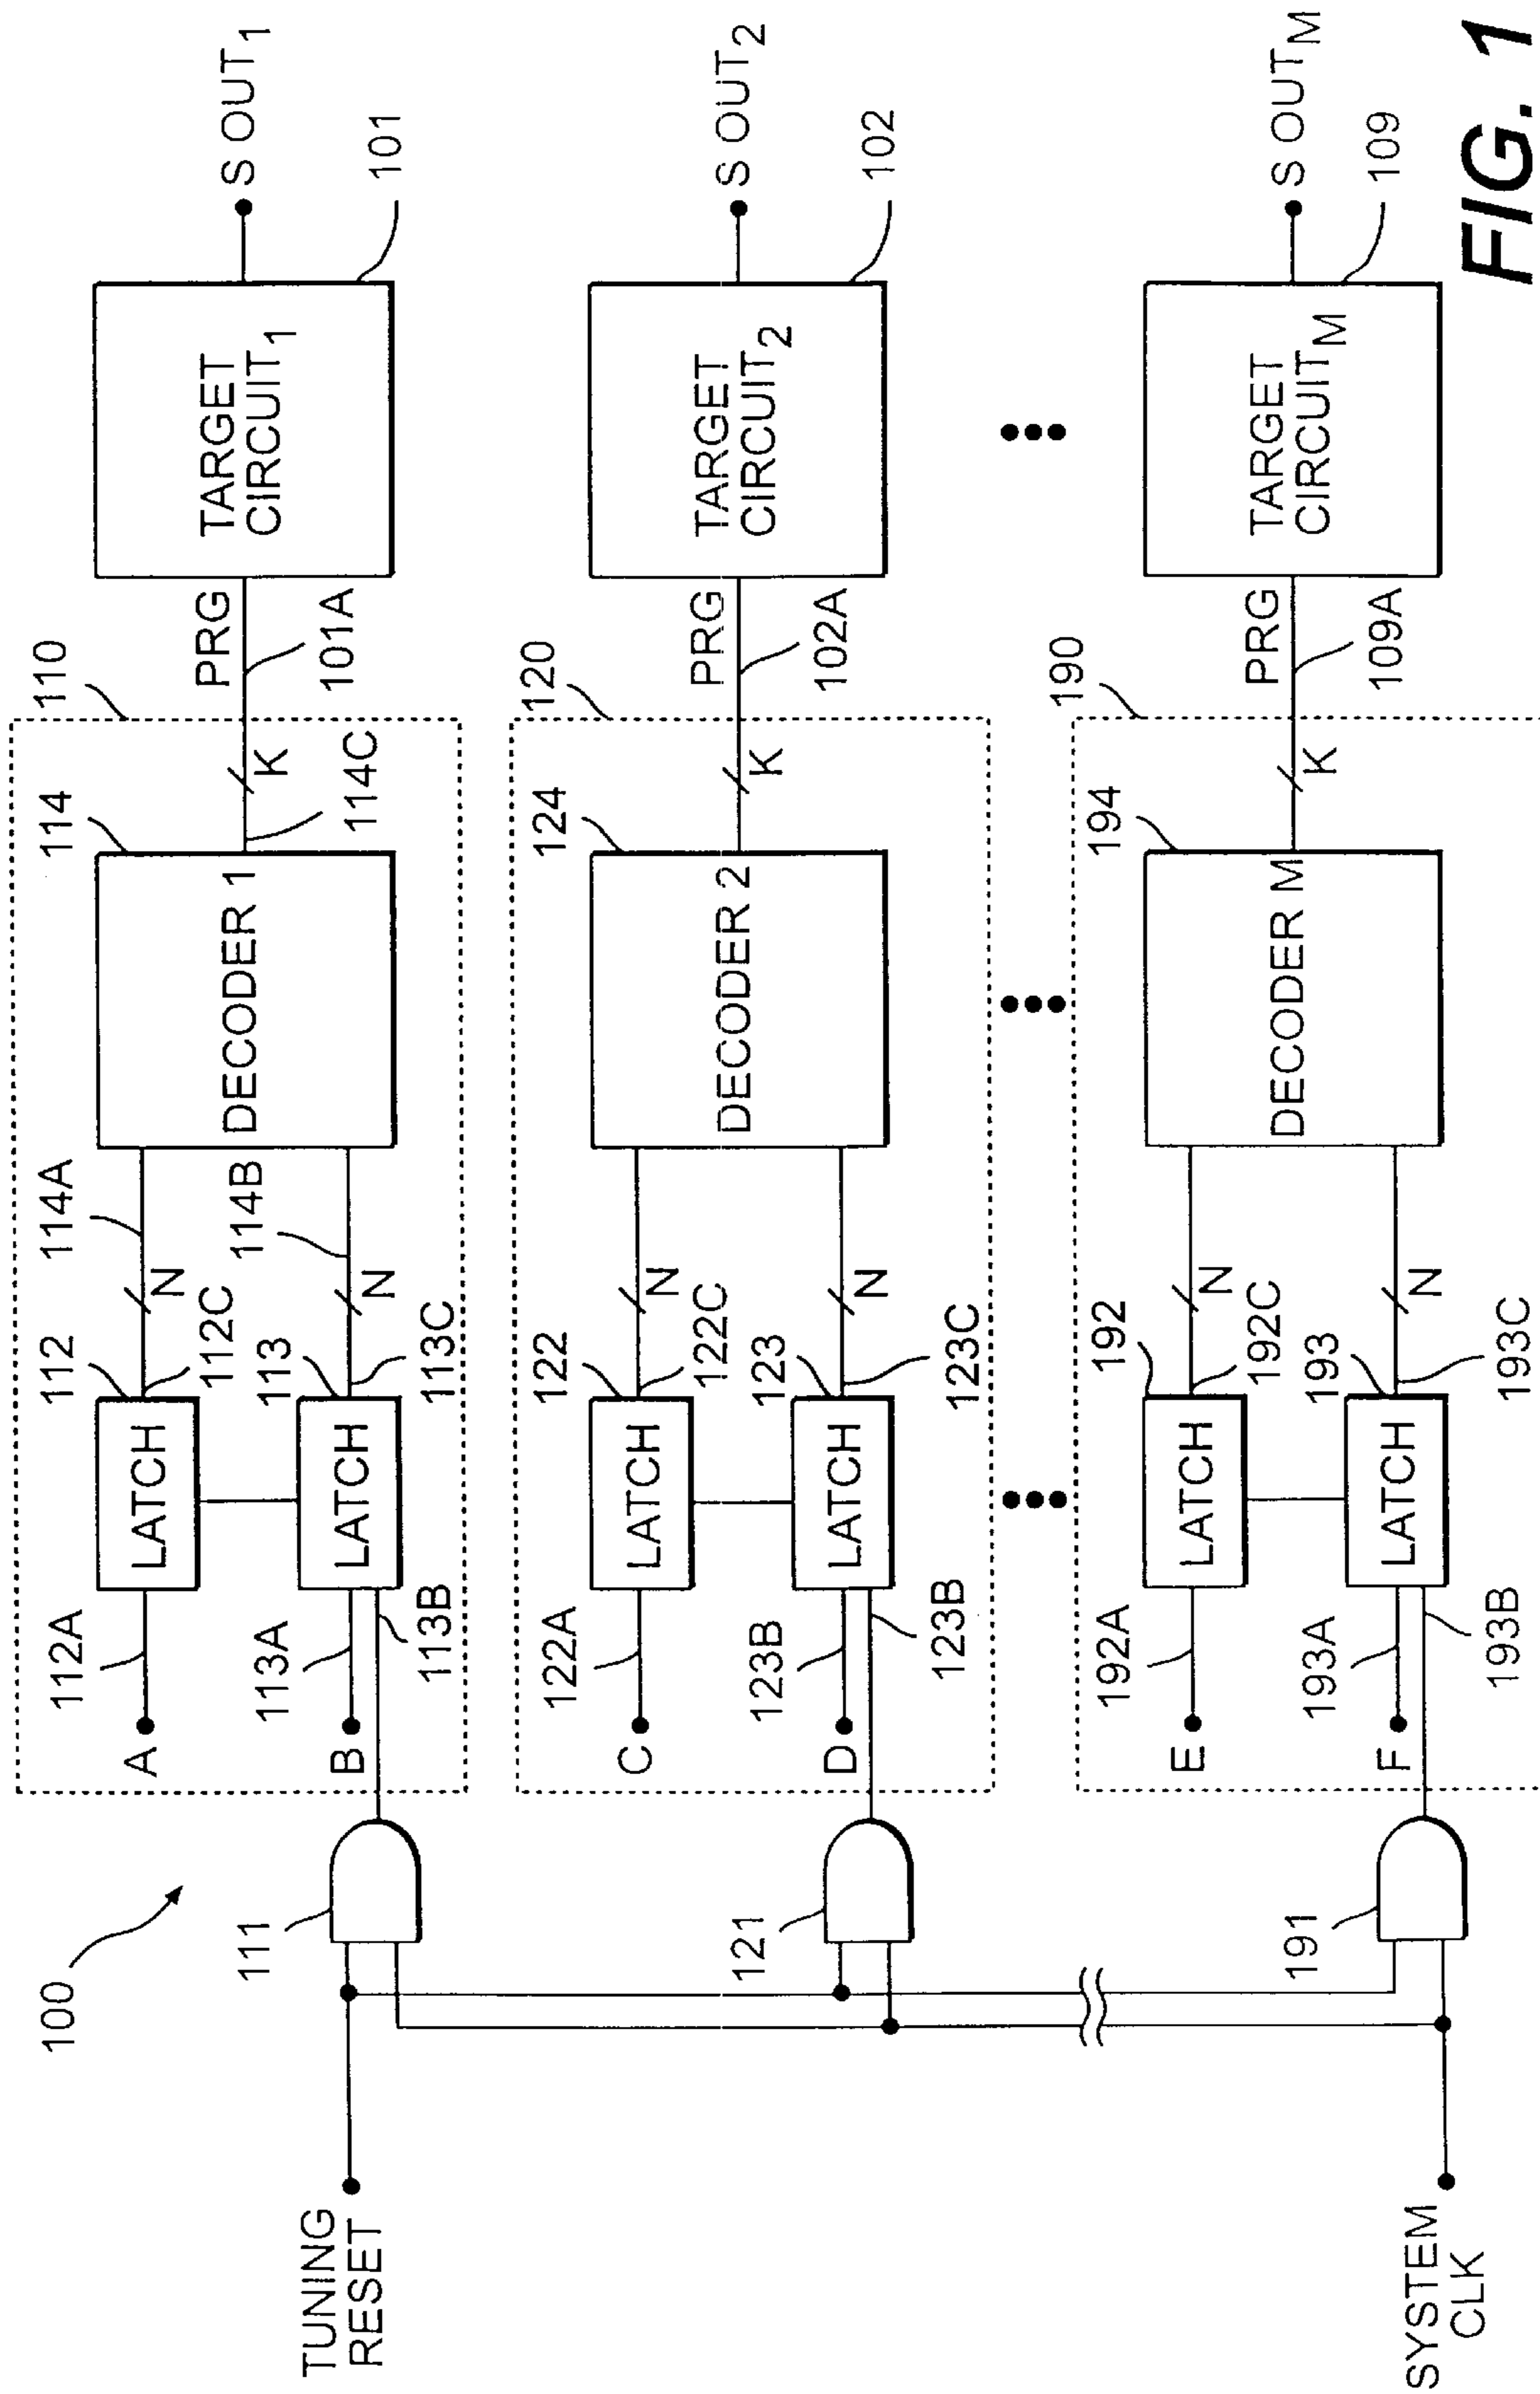 100
TUNING
RESET
SYSTEM
CLK
111
121
191
110
A
112A
LATCH
112
112C
N
114A
B
113A
113B
LATCH
113
113C
N
114B
DECODER 1
114
114C
K
PRG
101A
TARGET
CIRCUIT1
101
S OUT1
120
C
122A
LATCH
122
122C
N
D
123B
123B
LATCH
123
123C
N
DECODER 2
124
K
PRG
102A
TARGET
CIRCUIT2
102
S OUT2
190
E
192A
LATCH
192
192C
N
F
193A
193B
LATCH
193
193C
N
DECODER M
194
K
PRG
109A
TARGET
CIRCUITM
109
S OUTM
FIG. 1